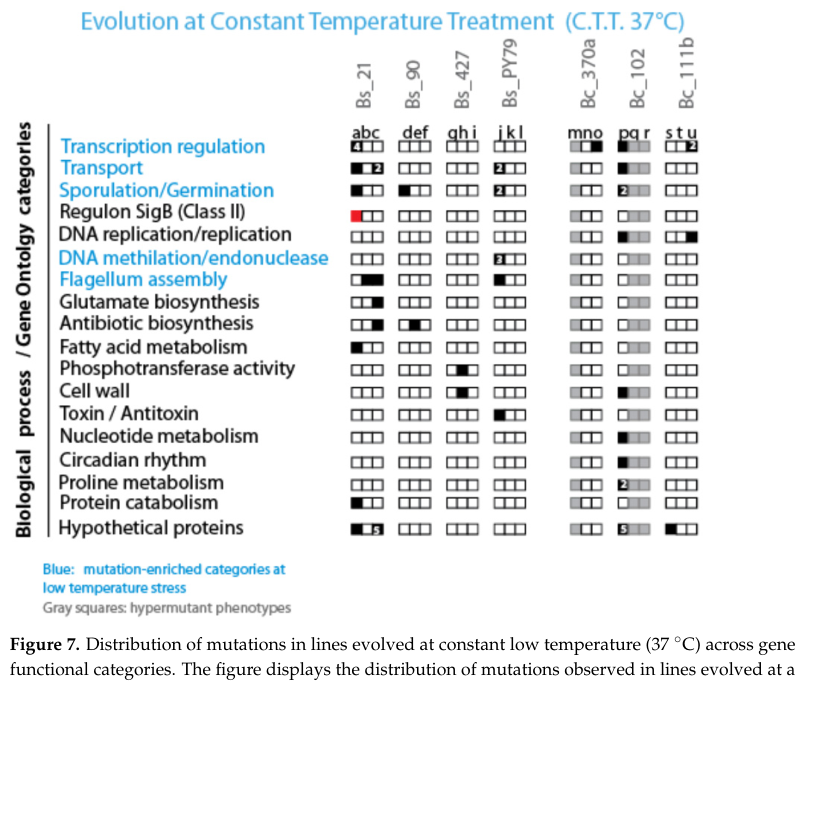 Evolution at Constant Temperature Treatment (C.T.T. 37°C)
Bs_21
Bs_90
Bs_427
Bs_PY79
Bc_370a
Bc_102
Bc_111b
abc def ghi jkl mno pqr stu
Biological process / Gene Ontolgy categories
Transcription regulation 4 2
Transport 2 2
Sporulation/Germination 2 2
Regulon SigB (Class II)
DNA replication/replication
DNA methilation/endonuclease
Flagellum assembly
Glutamate biosynthesis
Antibiotic biosynthesis
Fatty acid metabolism
Phosphotransferase activity
Cell wall
Toxin / Antitoxin
Nucleotide metabolism
Circadian rhythm
Proline metabolism 2
Protein catabolism
Hypothetical proteins 5 5
Blue: mutation-enriched categories at
low temperature stress
Gray squares: hypermutant phenotypes
Figure 7. Distribution of mutations in lines evolved at constant low temperature (37 °C) across gene
functional categories. The figure displays the distribution of mutations observed in lines evolved at a